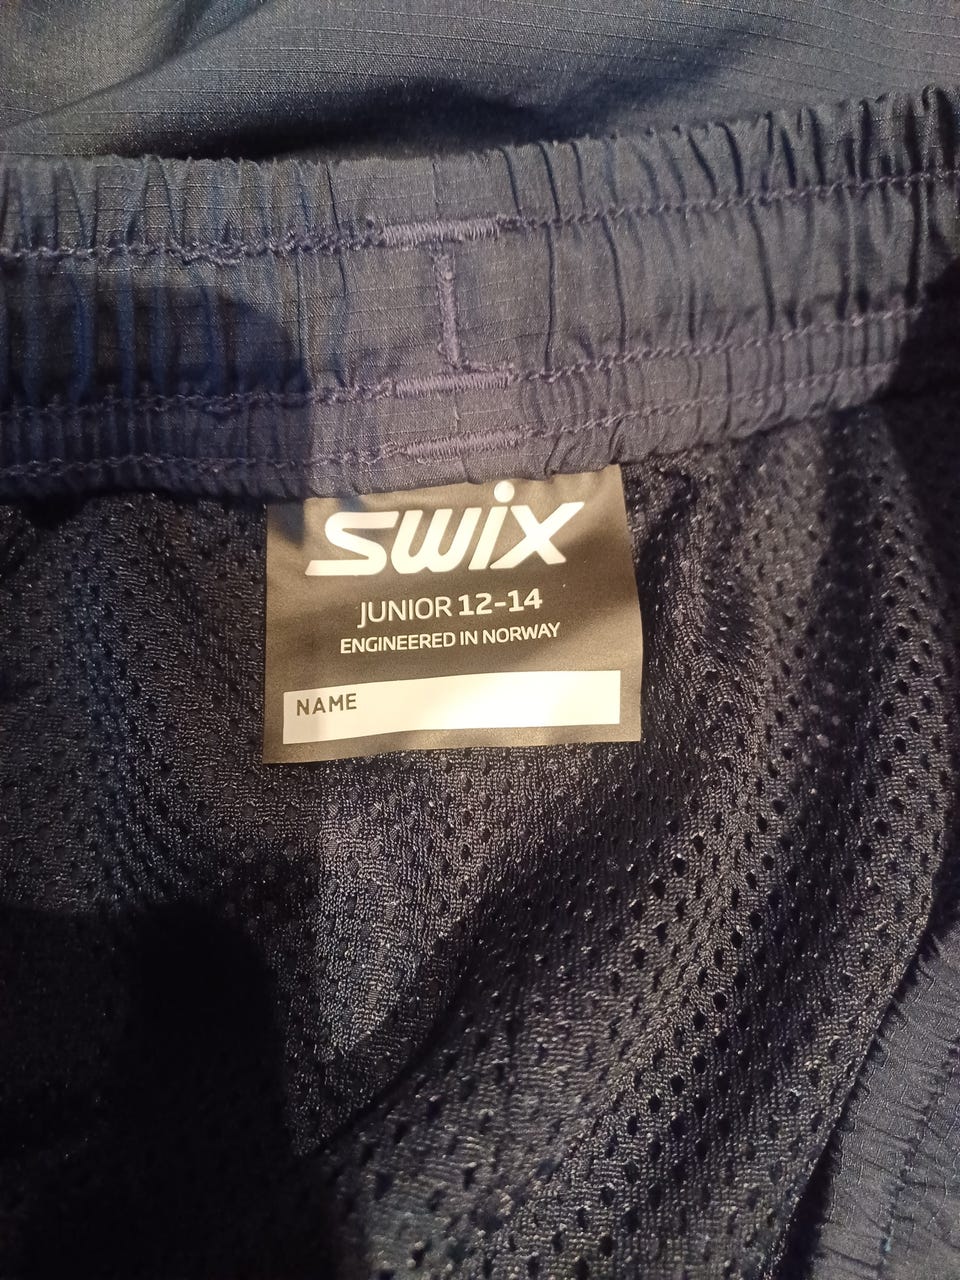 swix
JUNIOR 12-14
ENGINEERED IN NORWAY
NAME